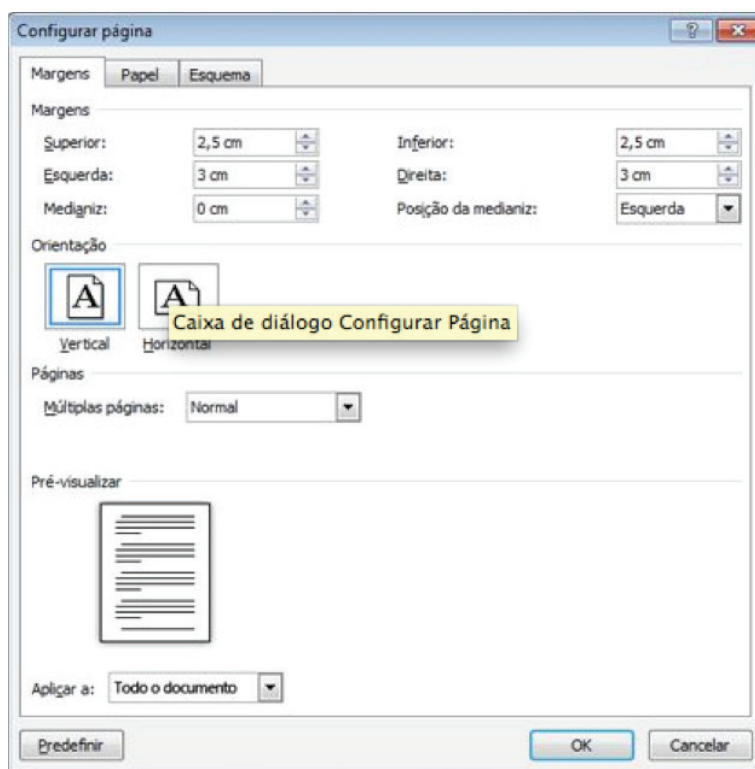 Configurar página
Margens Papel Esquema
Margens
Superior: 2,5 cm Inferior: 2,5 cm
Esquerda: 3 cm Direita: 3 cm
Medianiz: 0 cm Posição da medianiz: Esquerda
Orientação
A A
Caixa de diálogo Configurar Página
Vertical Horizontal
Páginas
Múltiplas páginas: Normal
Pré-visualizar
Aplicar a: Todo o documento
Predefinir OK Cancelar